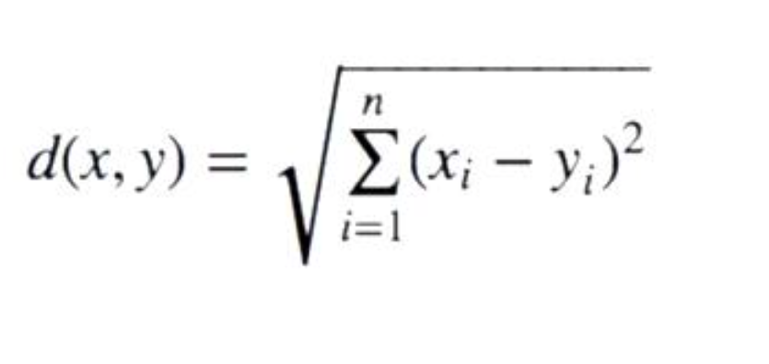 d(x, y) = √(∑_{i=1}^{n} (x_i − y_i)²)